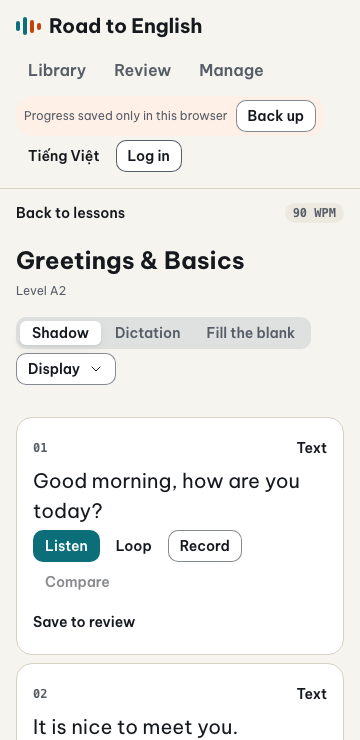 Road to English
Library Review Manage
Progress saved only in this browser Back up
Tiếng Việt Log in
Back to lessons 90 WPM
Greetings & Basics
Level A2
Shadow Dictation Fill the blank
Display
01 Text
Good morning, how are you
today?
Listen Loop Record
Compare
Save to review
02 Text
It is nice to meet you.